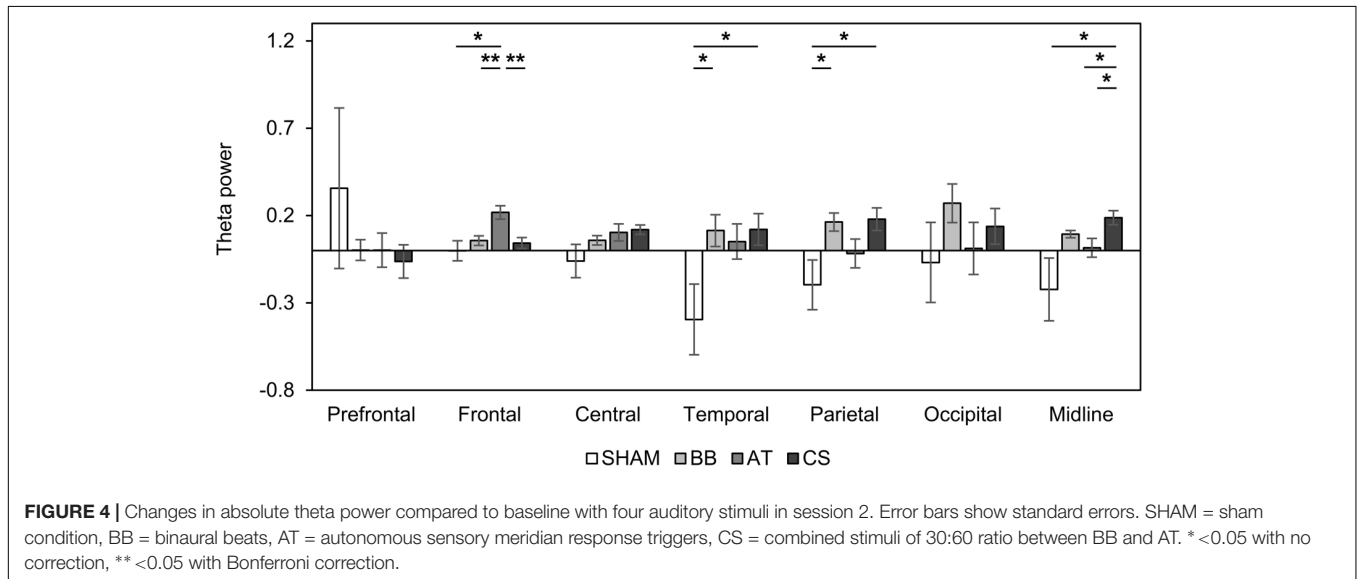 1.2
* * * *
* * * *
** ** *
0.7
Theta power
0.2
-0.3
-0.8
Prefrontal Frontal Central Temporal Parietal Occipital Midline
SHAM BB AT CS
FIGURE 4 | Changes in absolute theta power compared to baseline with four auditory stimuli in session 2. Error bars show standard errors. SHAM = sham
condition, BB = binaural beats, AT = autonomous sensory meridian response triggers, CS = combined stimuli of 30:60 ratio between BB and AT. * <0.05 with no
correction, ** <0.05 with Bonferroni correction.